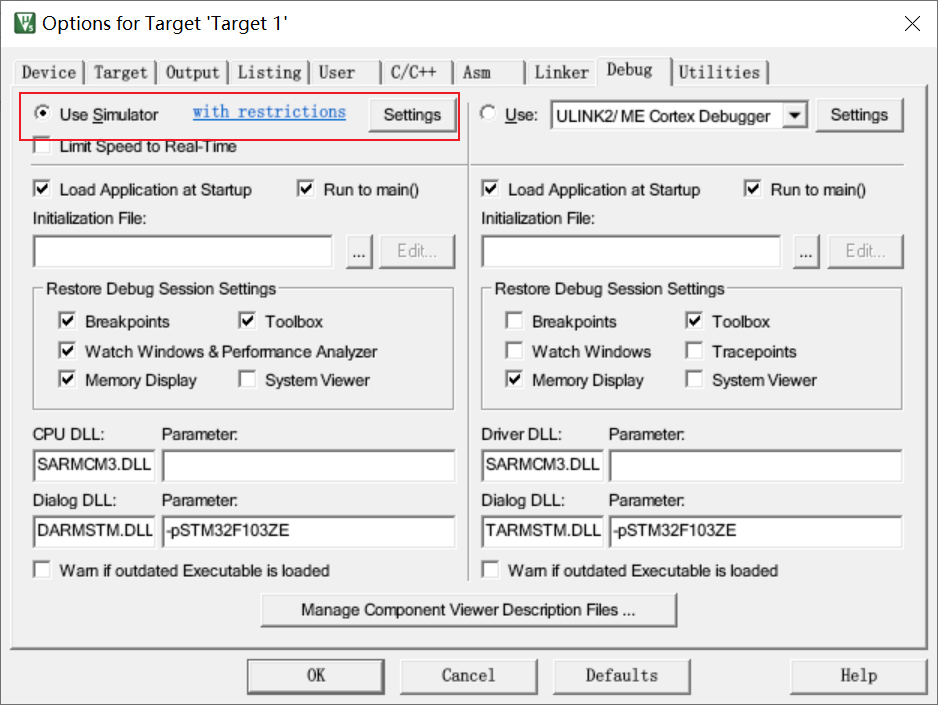 Options for Target 'Target 1'
Device Target Output Listing User C/C++ Asm Linker Debug Utilities
Use Simulator with restrictions Settings Use: ULINK2/ ME Cortex Debugger Settings
Limit Speed to Real-Time
Load Application at Startup Run to main() Load Application at Startup Run to main()
Initialization File: Initialization File:
... Edit... ... Edit...
Restore Debug Session Settings Restore Debug Session Settings
Breakpoints Toolbox Breakpoints Toolbox
Watch Windows & Performance Analyzer Watch Windows Tracepoints
Memory Display System Viewer Memory Display System Viewer
CPU DLL: Parameter: Driver DLL: Parameter:
SARMCM3.DLL SARMCM3.DLL
Dialog DLL: Parameter: Dialog DLL: Parameter:
DARMSTM.DLL -pSTM32F103ZE TARMSTM.DLL -pSTM32F103ZE
Warn if outdated Executable is loaded Warn if outdated Executable is loaded
Manage Component Viewer Description Files ...
OK Cancel Defaults Help